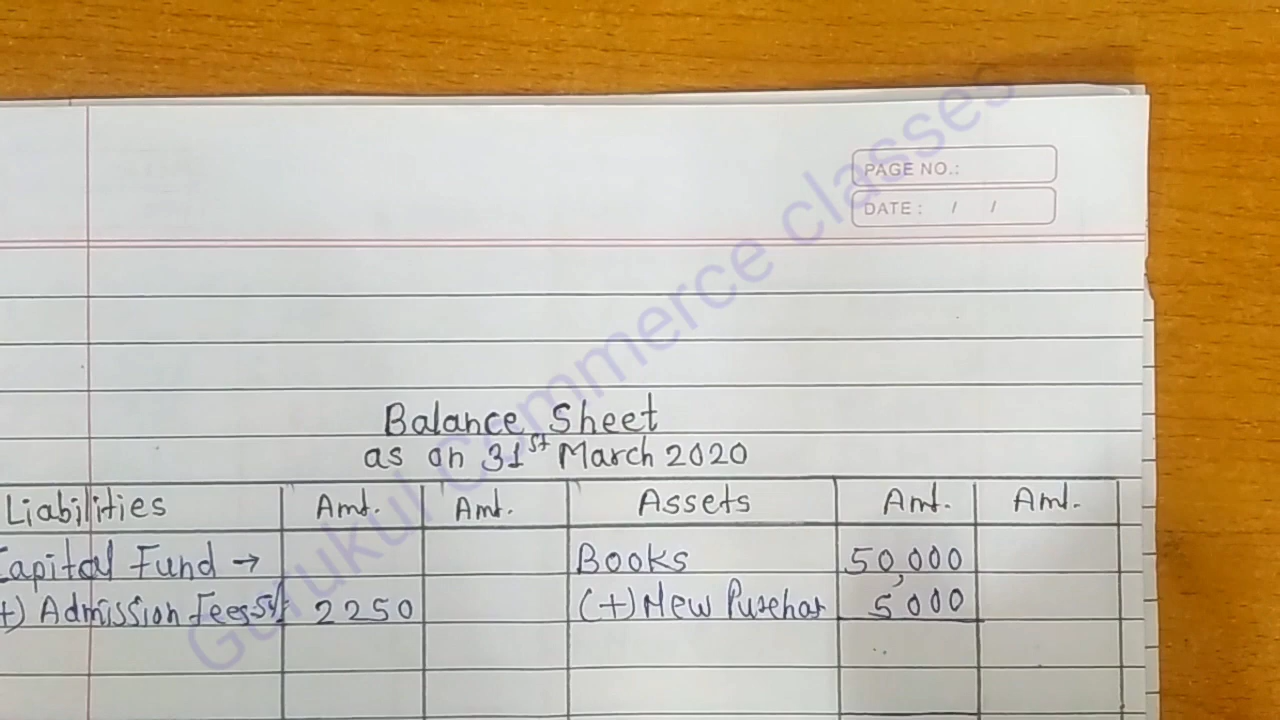 PAGE NO.:
DATE : / /
Gurukul Commerce classes
Balance Sheet
as on 31st March 2020
Liabilities Amt. Amt. Assets Amt. Amt.
Capital Fund → Books 50,000
(+) Admission Fees 2250 (+) New Purchas 5000